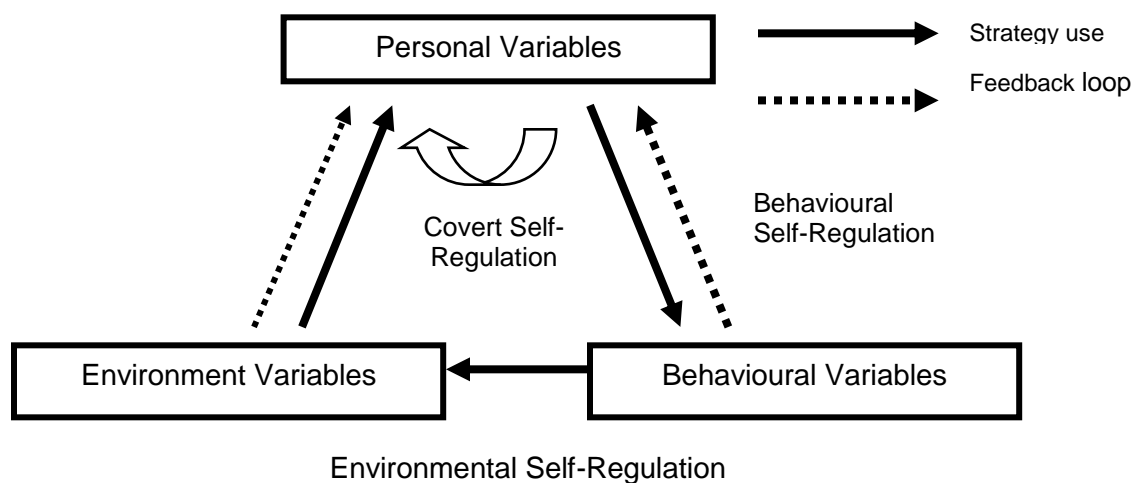 Personal Variables
Strategy use
Feedback loop
Covert Self-
Regulation
Behavioural
Self-Regulation
Environment Variables
Behavioural Variables
Environmental Self-Regulation